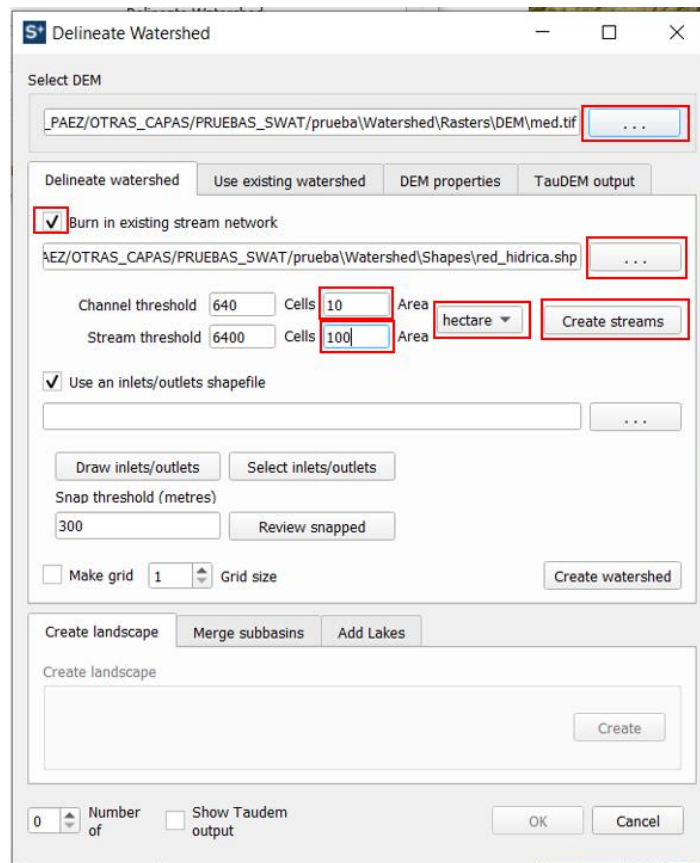 S+ Delineate Watershed
Select DEM
_PAEZ/OTRAS_CAPAS/PRUEBAS_SWAT/prueba\Watershed\Rasters\DEM\med.tif ...
Delineate watershed Use existing watershed DEM properties TauDEM output
Burn in existing stream network
AEZ/OTRAS_CAPAS/PRUEBAS_SWAT/prueba\Watershed\Shapes\red_hidrica.shp ...
Channel threshold 640 Cells 10 Area
hectare Create streams
Stream threshold 6400 Cells 100 Area
Use an inlets/outlets shapefile
...
Draw inlets/outlets Select inlets/outlets
Snap threshold (metres)
300 Review snapped
Make grid 1 Grid size Create watershed
Create landscape Merge subbasins Add Lakes
Create landscape
Create
0 Number of Show Taudem output OK Cancel